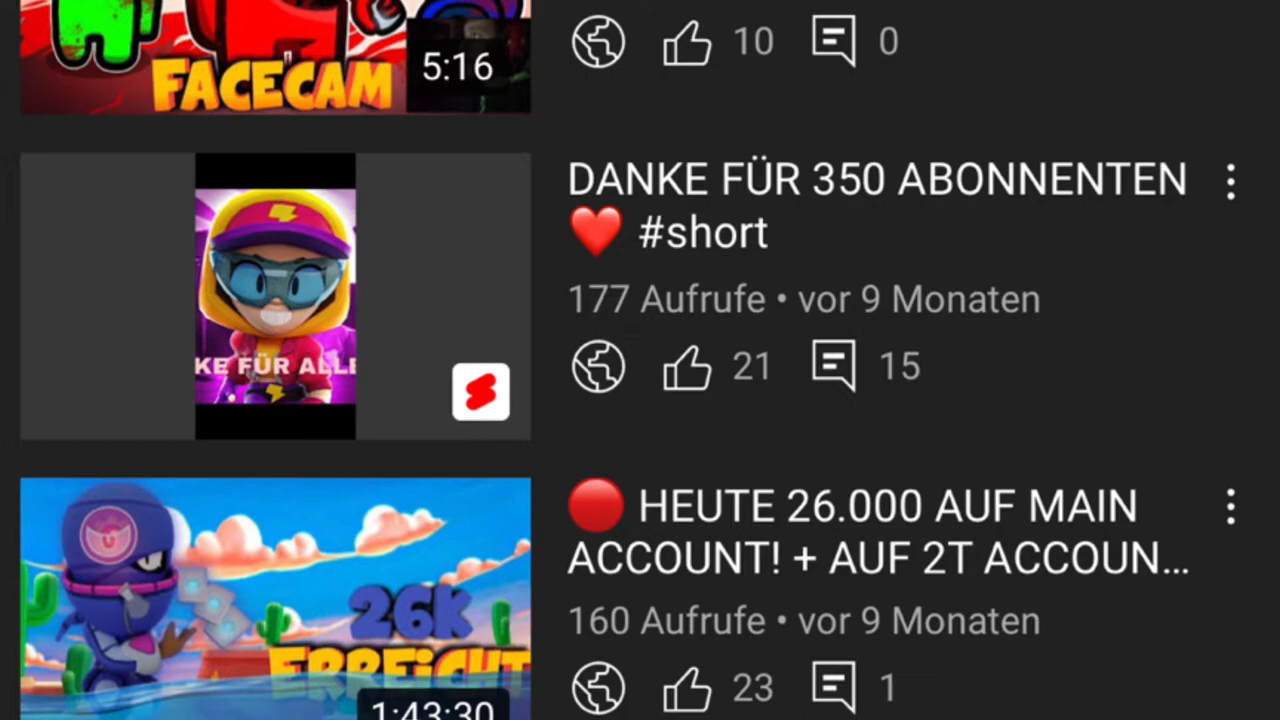 10
0
FACECAM
5:16
DANKE FÜR 350 ABONNENTEN
❤️ #short
177 Aufrufe • vor 9 Monaten
21
15
KE FÜR ALLE
🔴 HEUTE 26.000 AUF MAIN
ACCOUNT! + AUF 2T ACCOUN...
160 Aufrufe • vor 9 Monaten
23
1
26K
ERREiCHT
1:43:30